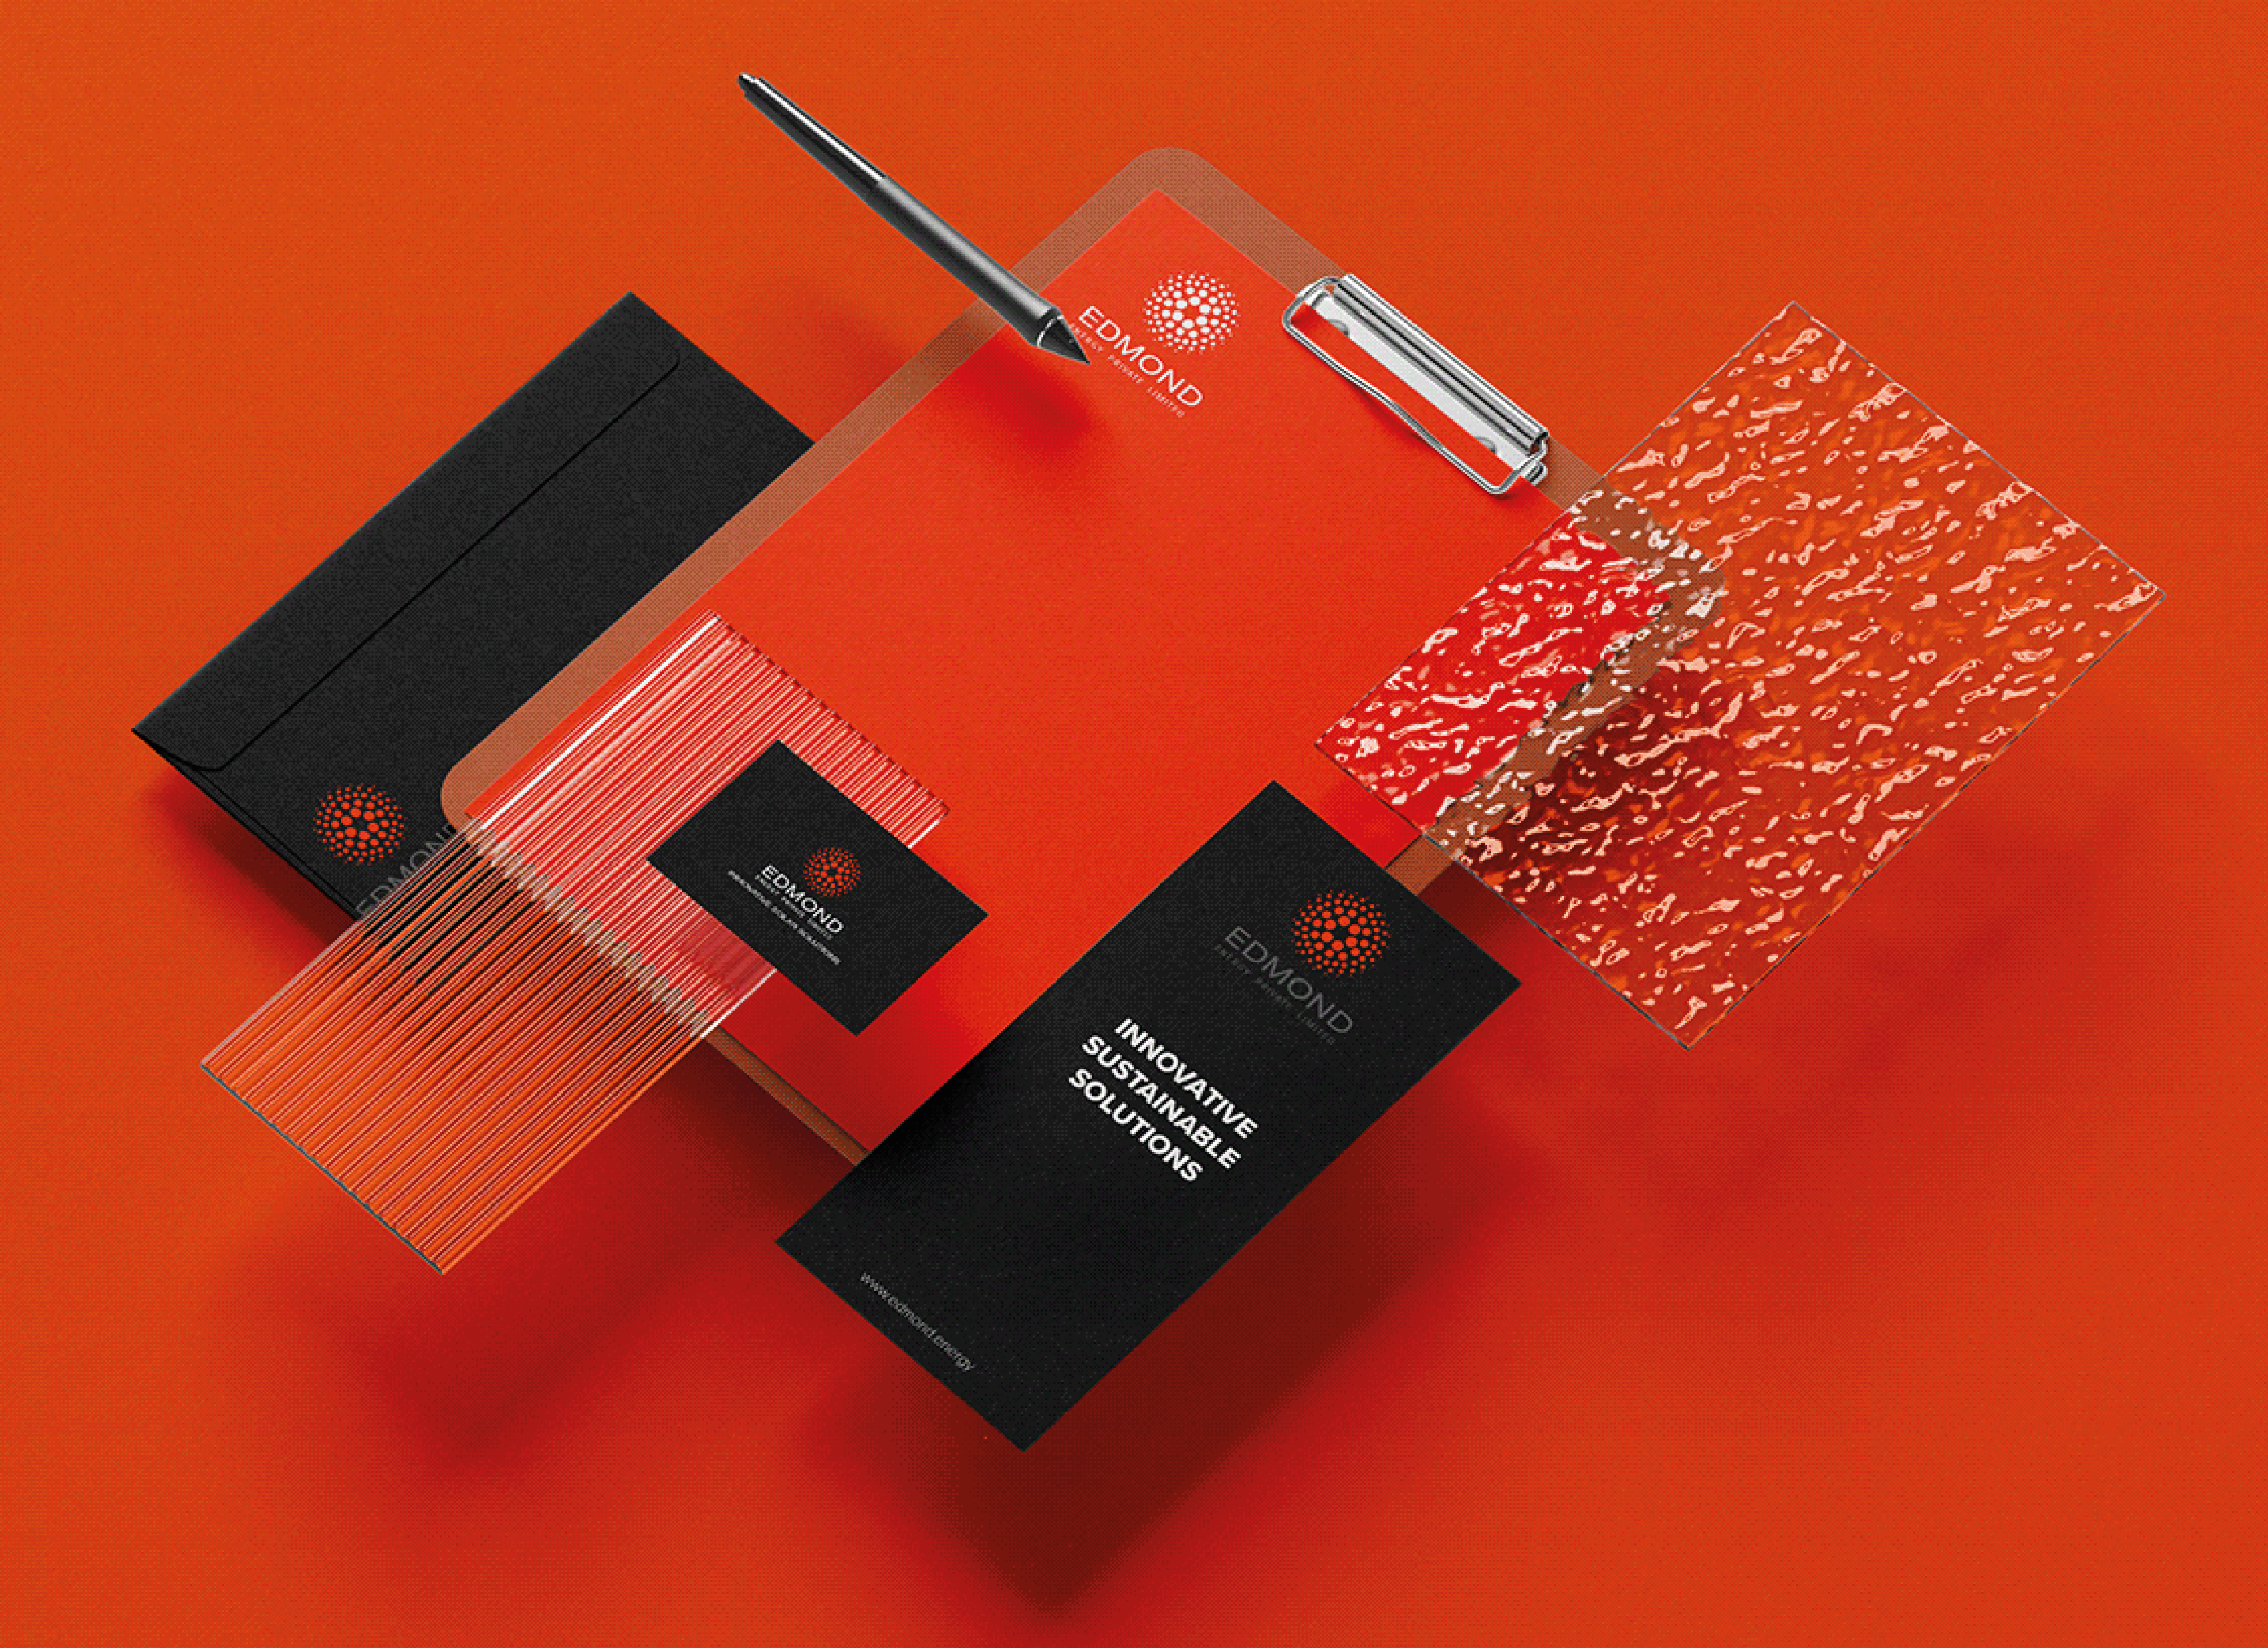 EDMOND
ENERGY PRIVATE LIMITED
EDMOND
EDMOND
ENERGY PRIVATE LIMITED
INNOVATIVE SOLAR SOLUTIONS
EDMOND
ENERGY PRIVATE LIMITED
INNOVATIVE
SUSTAINABLE
SOLUTIONS
www.edmond.energy